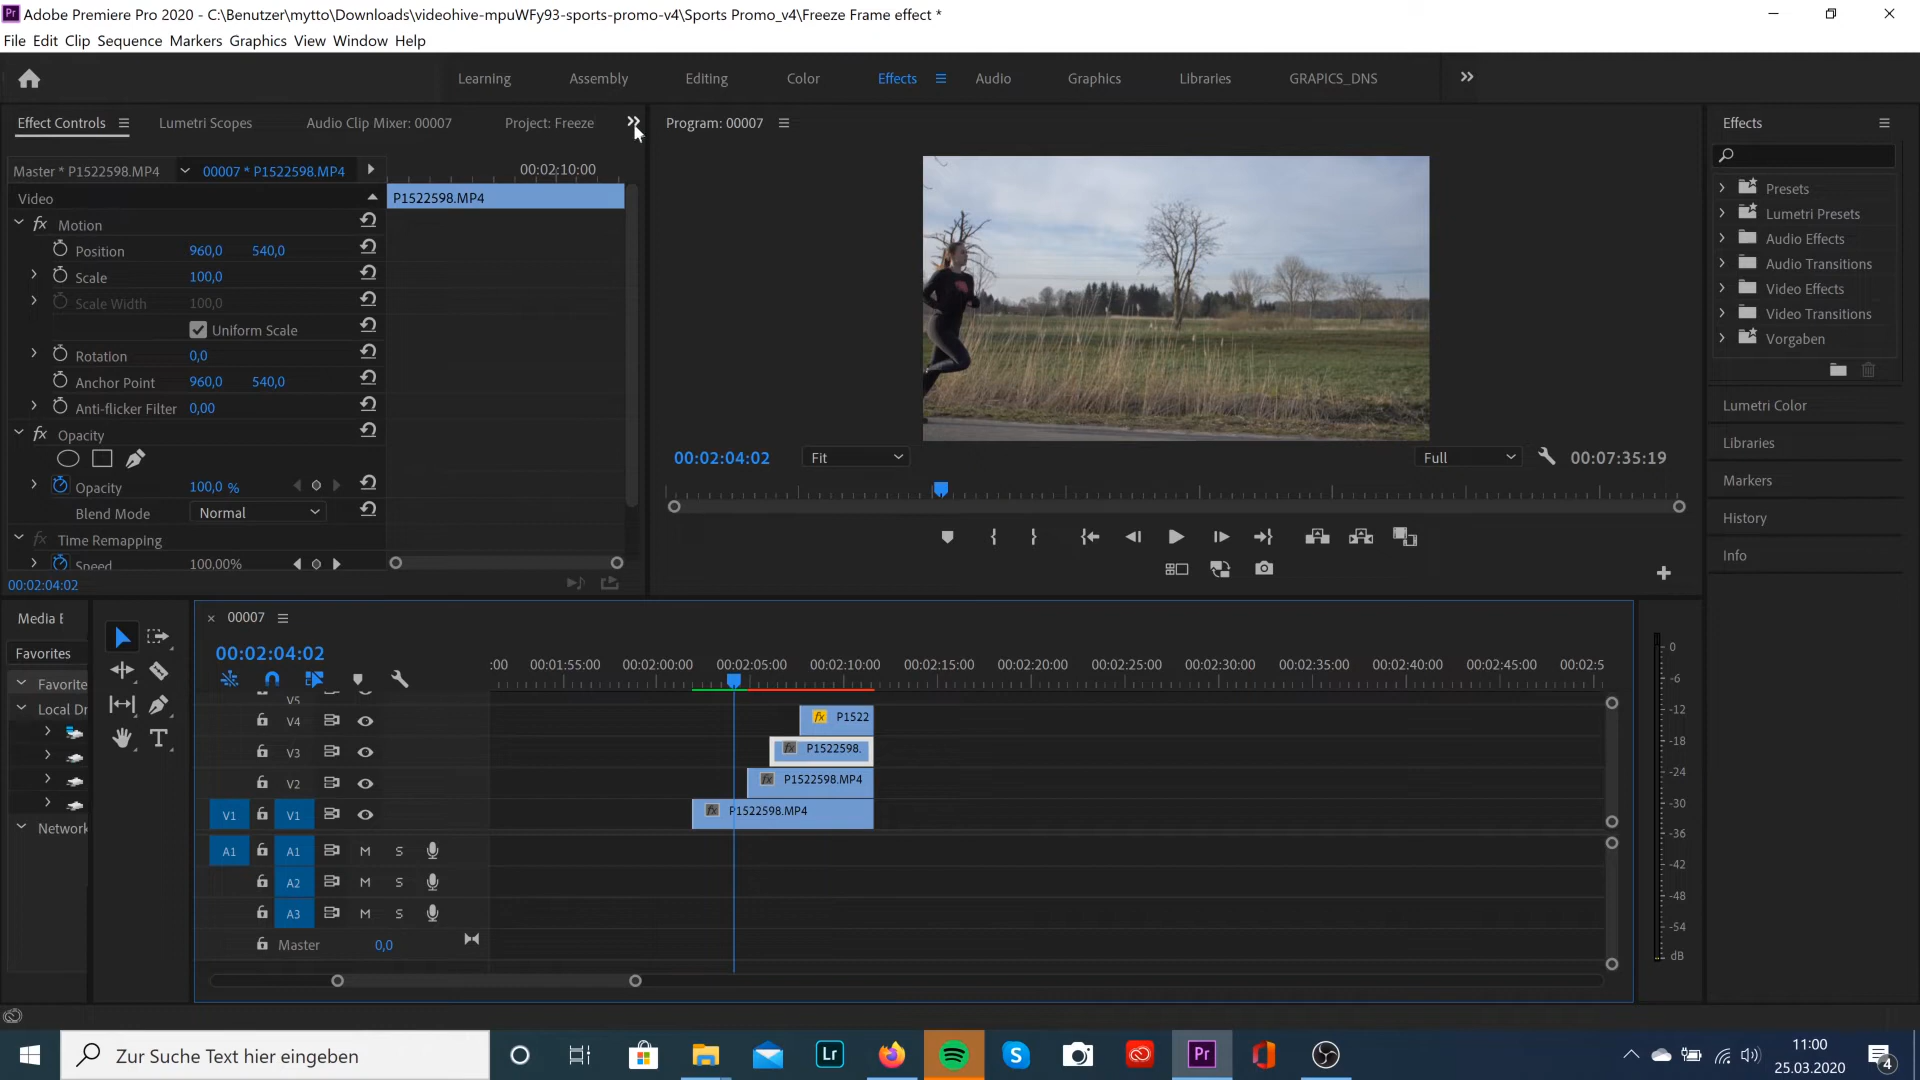 Adobe Premiere Pro 2020 - C:\Benutzer\mytto\Downloads\videohive-mpuWFy93-sports-promo-v4\Sports Promo_v4\Freeze Frame effect *
File Edit Clip Sequence Markers Graphics View Window Help
Learning Assembly Editing Color Effects Audio Graphics Libraries GRAPICS_DNS
Effect Controls Lumetri Scopes Audio Clip Mixer: 00007 Project: Freeze
Program: 00007
Effects
Master * P1522598.MP4 00007 * P1522598.MP4
00:02:10:00
Video
P1522598.MP4
Motion
Position 960,0 540,0
Scale 100,0
Scale Width 100,0
Uniform Scale
Rotation 0,0
Anchor Point 960,0 540,0
Anti-flicker Filter 0,00
Opacity
Opacity 100,0 %
Blend Mode Normal
Time Remapping
Speed 100,00%
00:02:04:02
00:02:04:02 Fit Full 00:07:35:19
Presets
Lumetri Presets
Audio Effects
Audio Transitions
Video Effects
Video Transitions
Vorgaben
Lumetri Color
Libraries
Markers
History
Info
Media E
Favorites
Favorite
Local Dr
Network
00007
00:02:04:02
:00 00:01:55:00 00:02:00:00 00:02:05:00 00:02:10:00 00:02:15:00 00:02:20:00 00:02:25:00 00:02:30:00 00:02:35:00 00:02:40:00 00:02:45:00 00:02:5
V5
V4 fx P1522
V3 fx P1522598.
V2 fx P1522598.MP4
V1 V1 fx P1522598.MP4
A1 A1 M S
A2 M S
A3 M S
Master 0,0
0
-6
-12
-18
-24
-30
-36
-42
-48
-54
dB
Zur Suche Text hier eingeben
Lr
Pr
11:00
25.03.2020
4